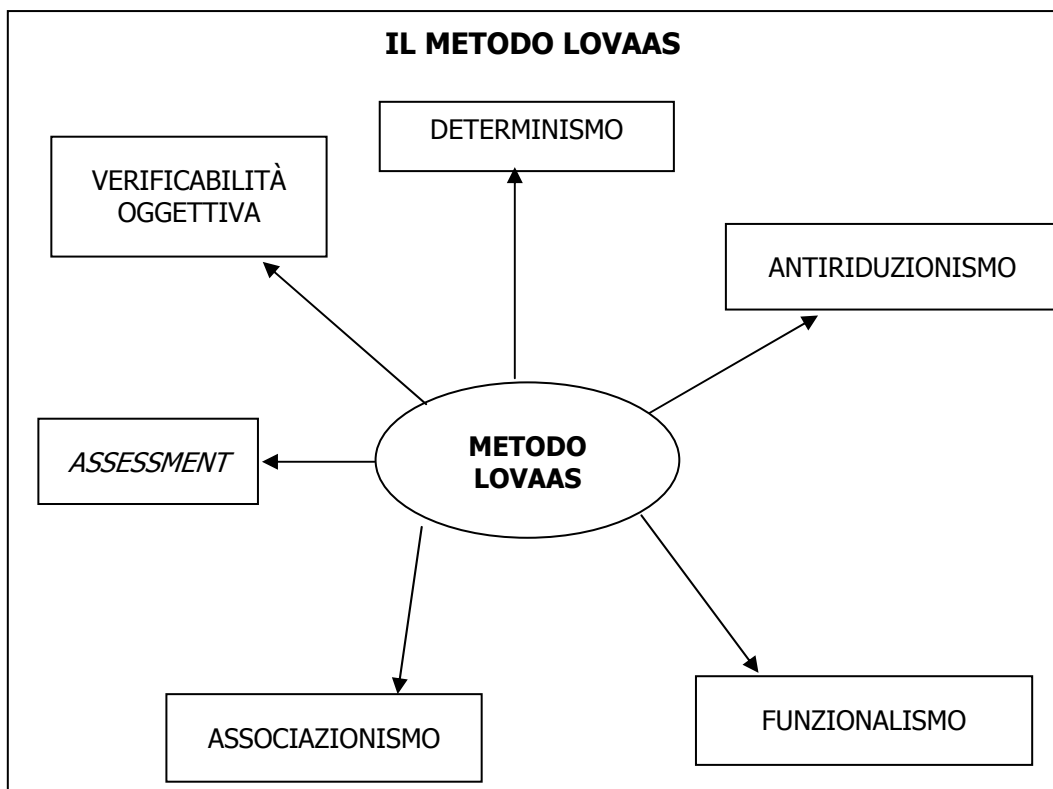 IL METODO LOVAAS
DETERMINISMO
VERIFICABILITÀ
OGGETTIVA
ANTIRIDUZIONISMO
METODO
LOVAAS
ASSESSMENT
ASSOCIAZIONISMO
FUNZIONALISMO